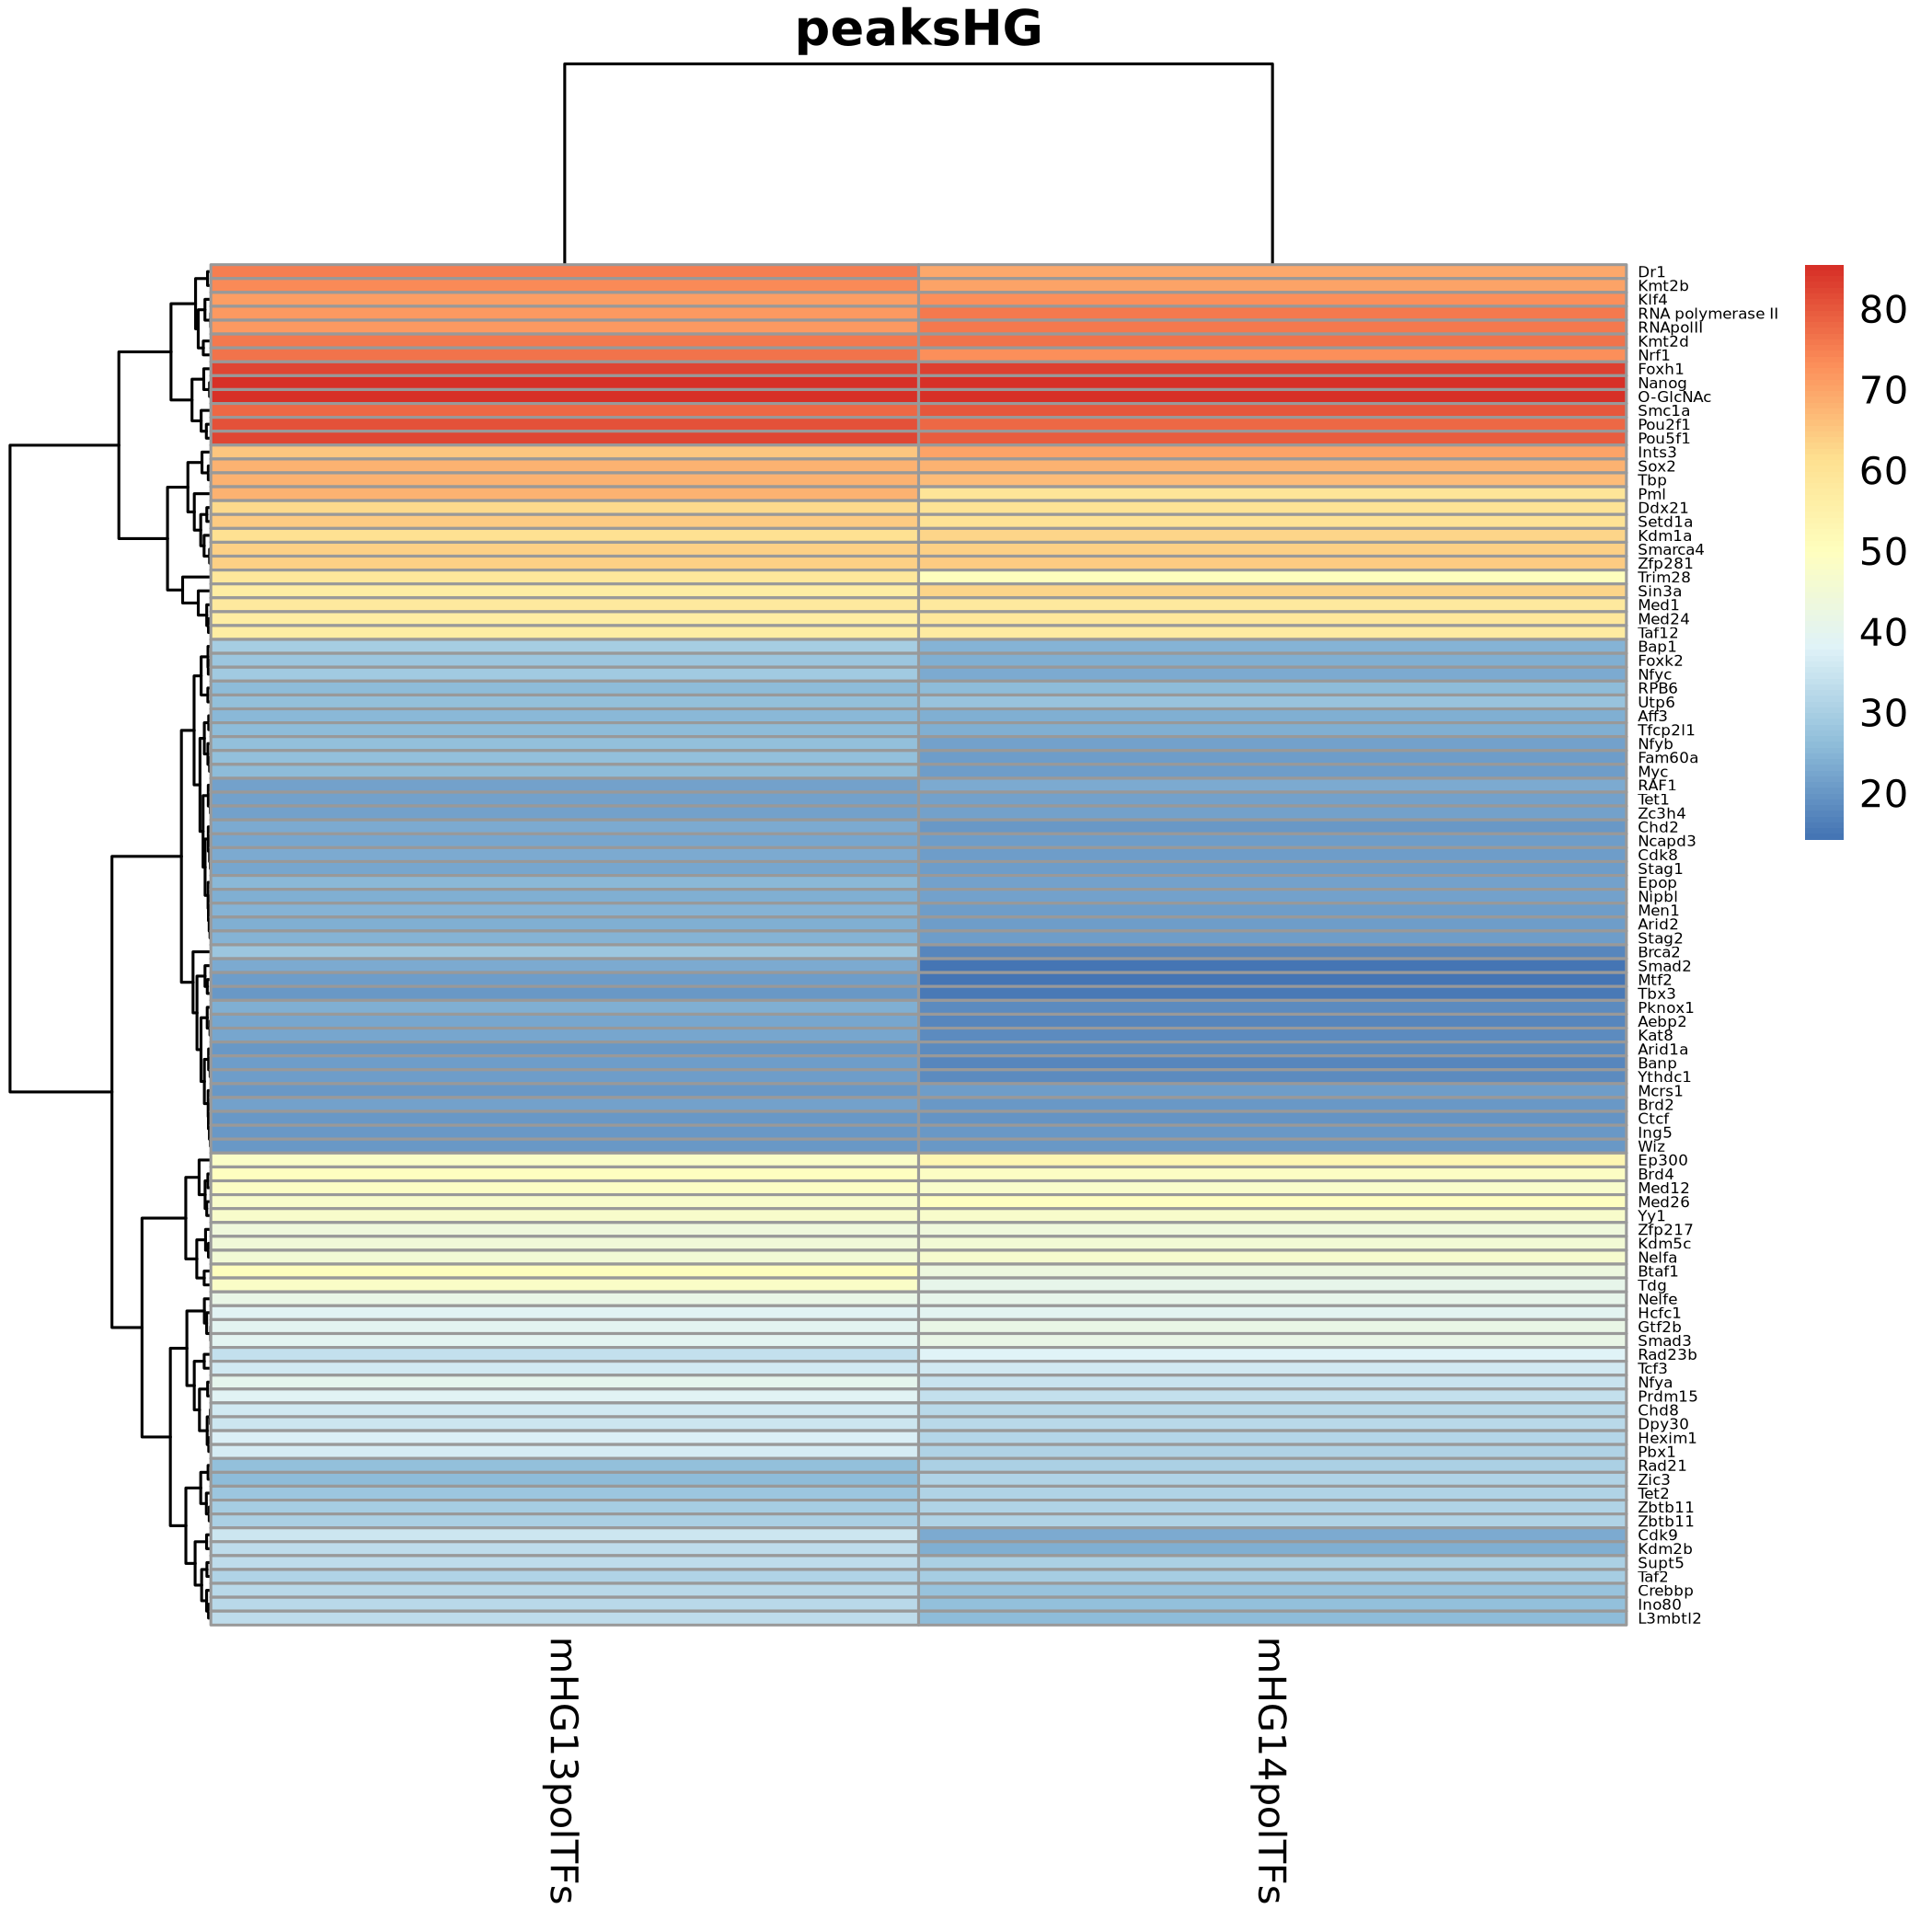 peaksHG
Dr1
Kmt2b
Klf4
RNA polymerase II
RNApolII
Kmt2d
Nrf1
Foxh1
Nanog
O-GlcNAc
Smc1a
Pou2f1
Pou5f1
Ints3
Sox2
Tbp
Pml
Ddx21
Setd1a
Kdm1a
Smarca4
Zfp281
Trim28
Sin3a
Med1
Med24
Taf12
Bap1
Foxk2
Nfyc
RPB6
Utp6
Aff3
Tfcp2l1
Nfyb
Fam60a
Myc
RAF1
Tet1
Zc3h4
Chd2
Ncapd3
Cdk8
Stag1
Epop
Nipbl
Men1
Arid2
Stag2
Brca2
Smad2
Mtf2
Tbx3
Pknox1
Aebp2
Kat8
Arid1a
Banp
Ythdc1
Mcrs1
Brd2
Ctcf
Ing5
Wiz
Ep300
Brd4
Med12
Med26
Yy1
Zfp217
Kdm5c
Nelfa
Btaf1
Tdg
Nelfe
Hcfc1
Gtf2b
Smad3
Rad23b
Tcf3
Nfya
Prdm15
Chd8
Dpy30
Hexim1
Pbx1
Rad21
Zic3
Tet2
Zbtb11
Zbtb11
Cdk9
Kdm2b
Supt5
Taf2
Crebbp
Ino80
L3mbtl2
80
70
60
50
40
30
20
mHG13polTFs
mHG14polTFs